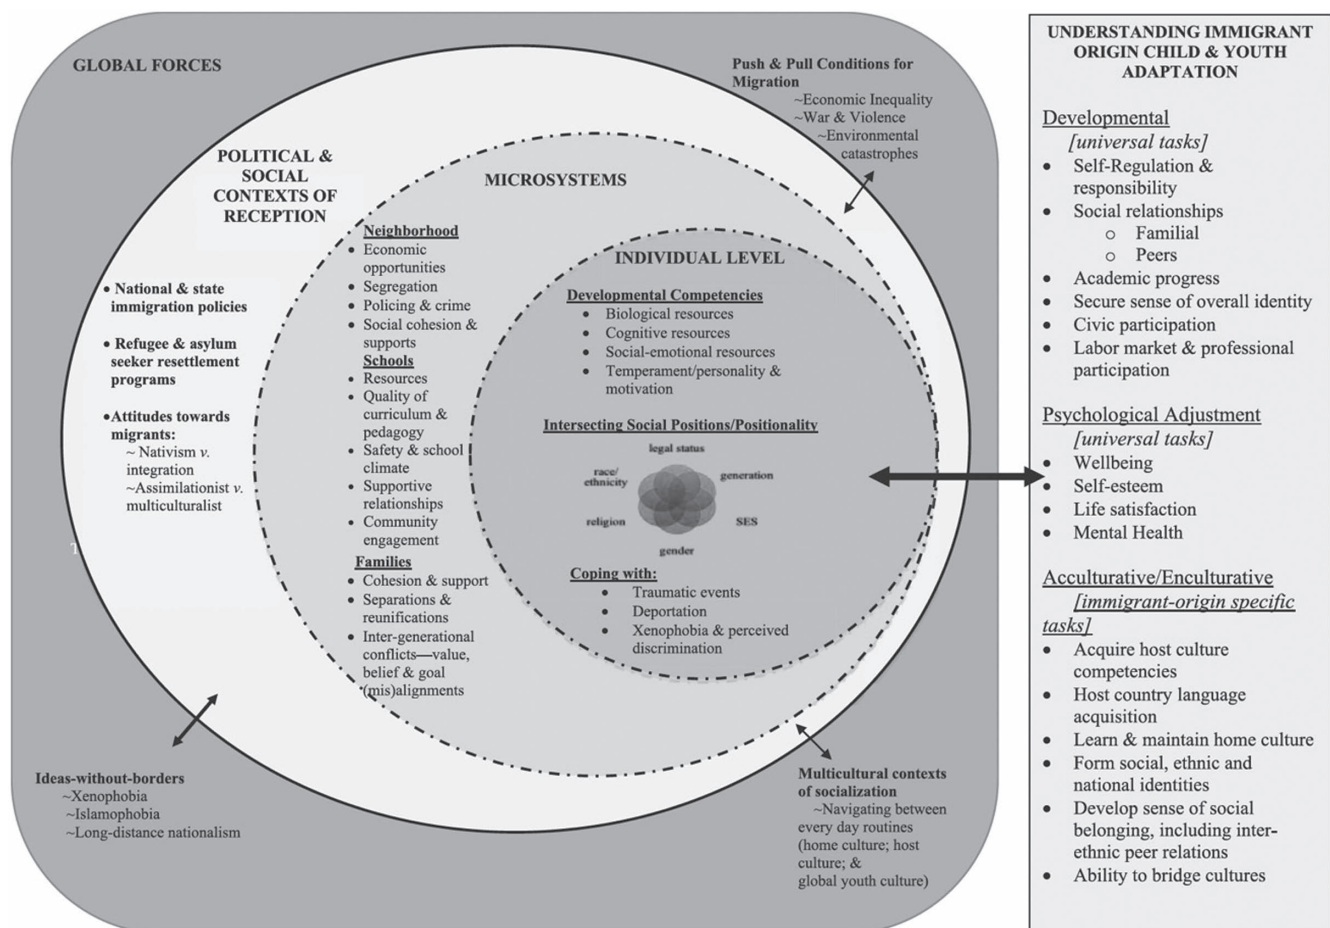 GLOBAL FORCES
Push & Pull Conditions for
Migration
~Economic Inequality
~War & Violence
~Environmental
catastrophes
POLITICAL &
SOCIAL
CONTEXTS OF
RECEPTION
• National & state
immigration policies
• Refugee & asylum
seeker resettlement
programs
•Attitudes towards
migrants:
~ Nativism v.
integration
~Assimilationist v.
multiculturalist
MICROSYSTEMS
Neighborhood
• Economic
opportunities
• Segregation
• Policing & crime
• Social cohesion &
supports
Schools
• Resources
• Quality of
curriculum &
pedagogy
• Safety & school
climate
• Supportive
relationships
• Community
engagement
Families
• Cohesion & support
• Separations &
reunifications
• Inter-generational
conflicts—value,
belief & goal
(mis)alignments
INDIVIDUAL LEVEL
Developmental Competencies
• Biological resources
• Cognitive resources
• Social-emotional resources
• Temperament/personality &
motivation
Intersecting Social Positions/Positionality
legal status
race/
ethnicity
generation
religion
SES
gender
Coping with:
• Traumatic events
• Deportation
• Xenophobia & perceived
discrimination
Ideas-without-borders
~Xenophobia
~Islamophobia
~Long-distance nationalism
Multicultural contexts
of socialization
~Navigating between
every day routines
(home culture; host
culture; &
global youth culture)
UNDERSTANDING IMMIGRANT
ORIGIN CHILD & YOUTH
ADAPTATION
Developmental
[universal tasks]
• Self-Regulation &
responsibility
• Social relationships
o Familial
o Peers
• Academic progress
• Secure sense of overall identity
• Civic participation
• Labor market & professional
participation
Psychological Adjustment
[universal tasks]
• Wellbeing
• Self-esteem
• Life satisfaction
• Mental Health
Acculturative/Enculturative
[immigrant-origin specific
tasks]
• Acquire host culture
competencies
• Host country language
acquisition
• Learn & maintain home culture
• Form social, ethnic and
national identities
• Develop sense of social
belonging, including inter-
ethnic peer relations
• Ability to bridge cultures